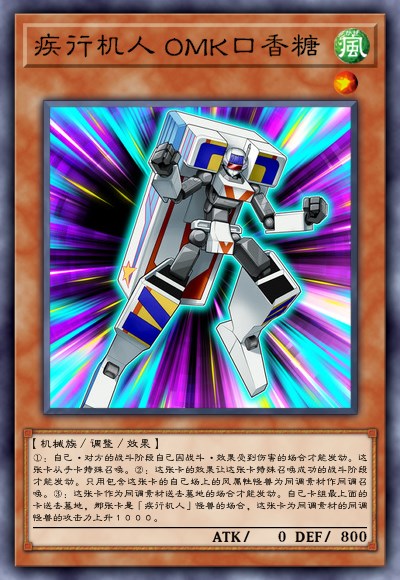 疾行机人 OMK口香糖
風
【机械族/调整/效果】
①：自己·对方的战斗阶段自己因战斗·效果受到伤害的场合才能发动。这
张卡从手卡特殊召唤。②：这张卡的效果让这张卡特殊召唤成功的战斗阶段
才能发动。只用包含这张卡的自己场上的风属性怪兽为同调素材作同调召
唤。③：这张卡作为同调素材送去墓地的场合才能发动。自己卡组最上面的
卡送去墓地，那张卡是「疾行机人」怪兽的场合，这张卡为同调素材的同调
怪兽的攻击力上升１０００。
ATK/ 0 DEF/ 800